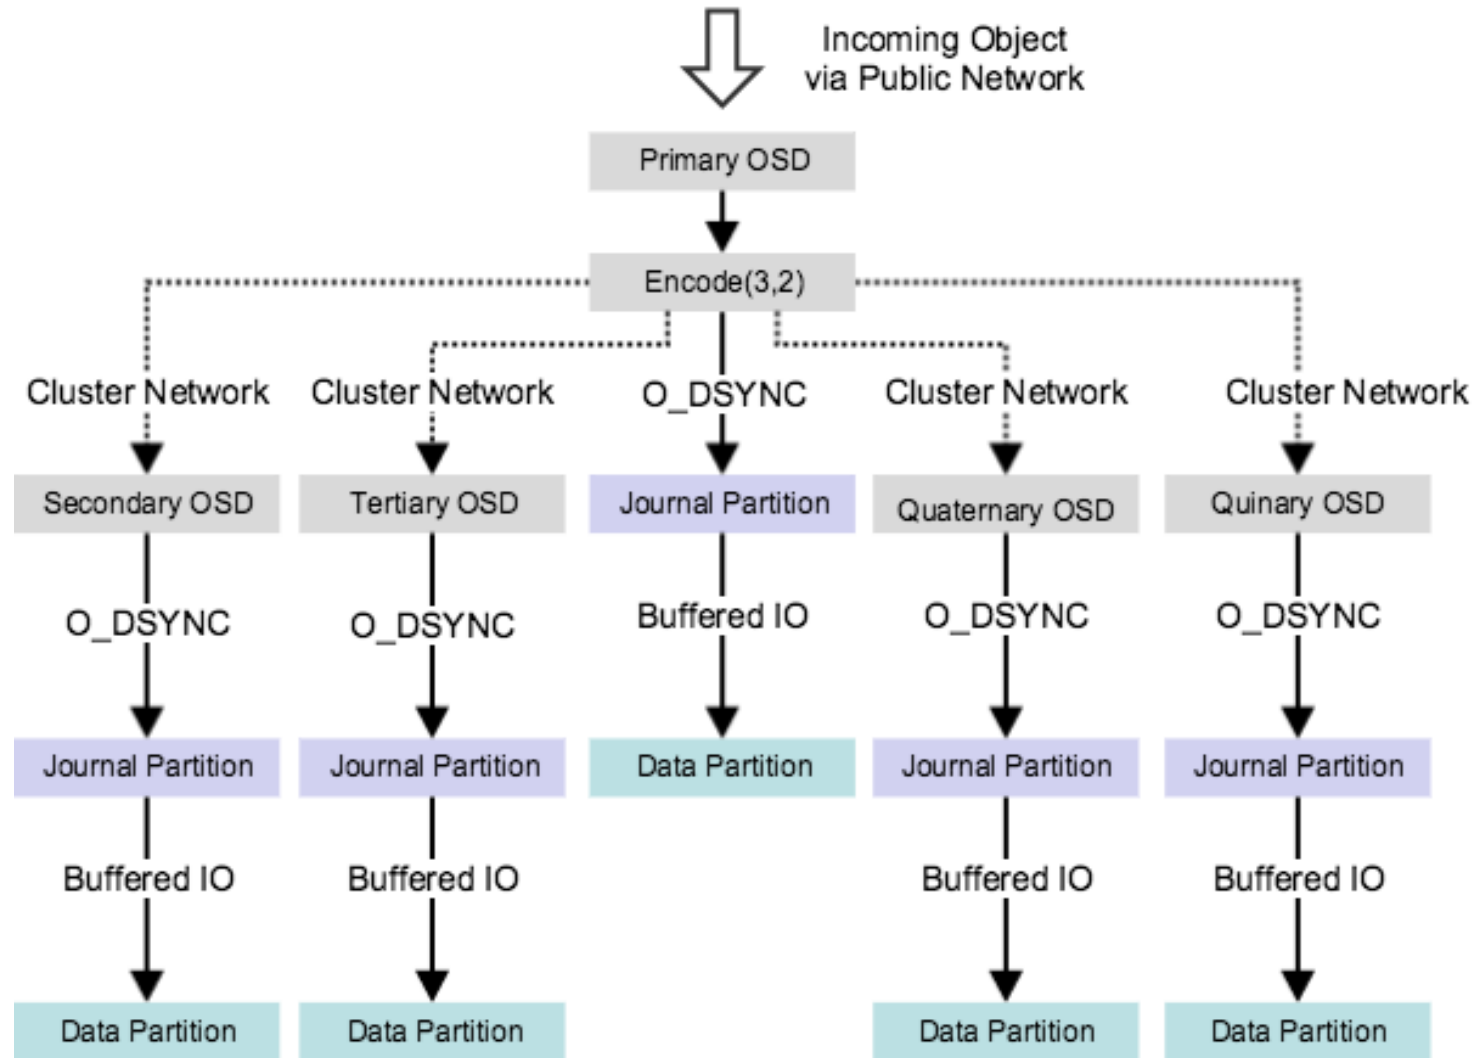 Incoming Object
via Public Network
Primary OSD
Encode(3,2)
Cluster Network
Cluster Network
O_DSYNC
Cluster Network
Cluster Network
Secondary OSD
Tertiary OSD
Journal Partition
Quaternary OSD
Quinary OSD
O_DSYNC
O_DSYNC
Buffered IO
O_DSYNC
O_DSYNC
Journal Partition
Journal Partition
Data Partition
Journal Partition
Journal Partition
Buffered IO
Buffered IO
Buffered IO
Buffered IO
Data Partition
Data Partition
Data Partition
Data Partition